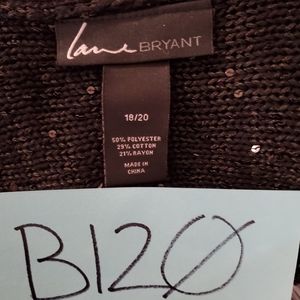 Lane BRYANT
18/20
50% POLYESTER
29% COTTON
21% RAYON
MADE IN
CHINA
B120